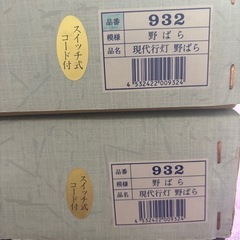 スイッチ式
コード付
品番 932
模様 野ばら
品名 現代行灯 野ばら
4532422009324
スイッチ式
コード付
品番 932
模様 野ばら
品名 現代行灯 野ばら
4532422009324